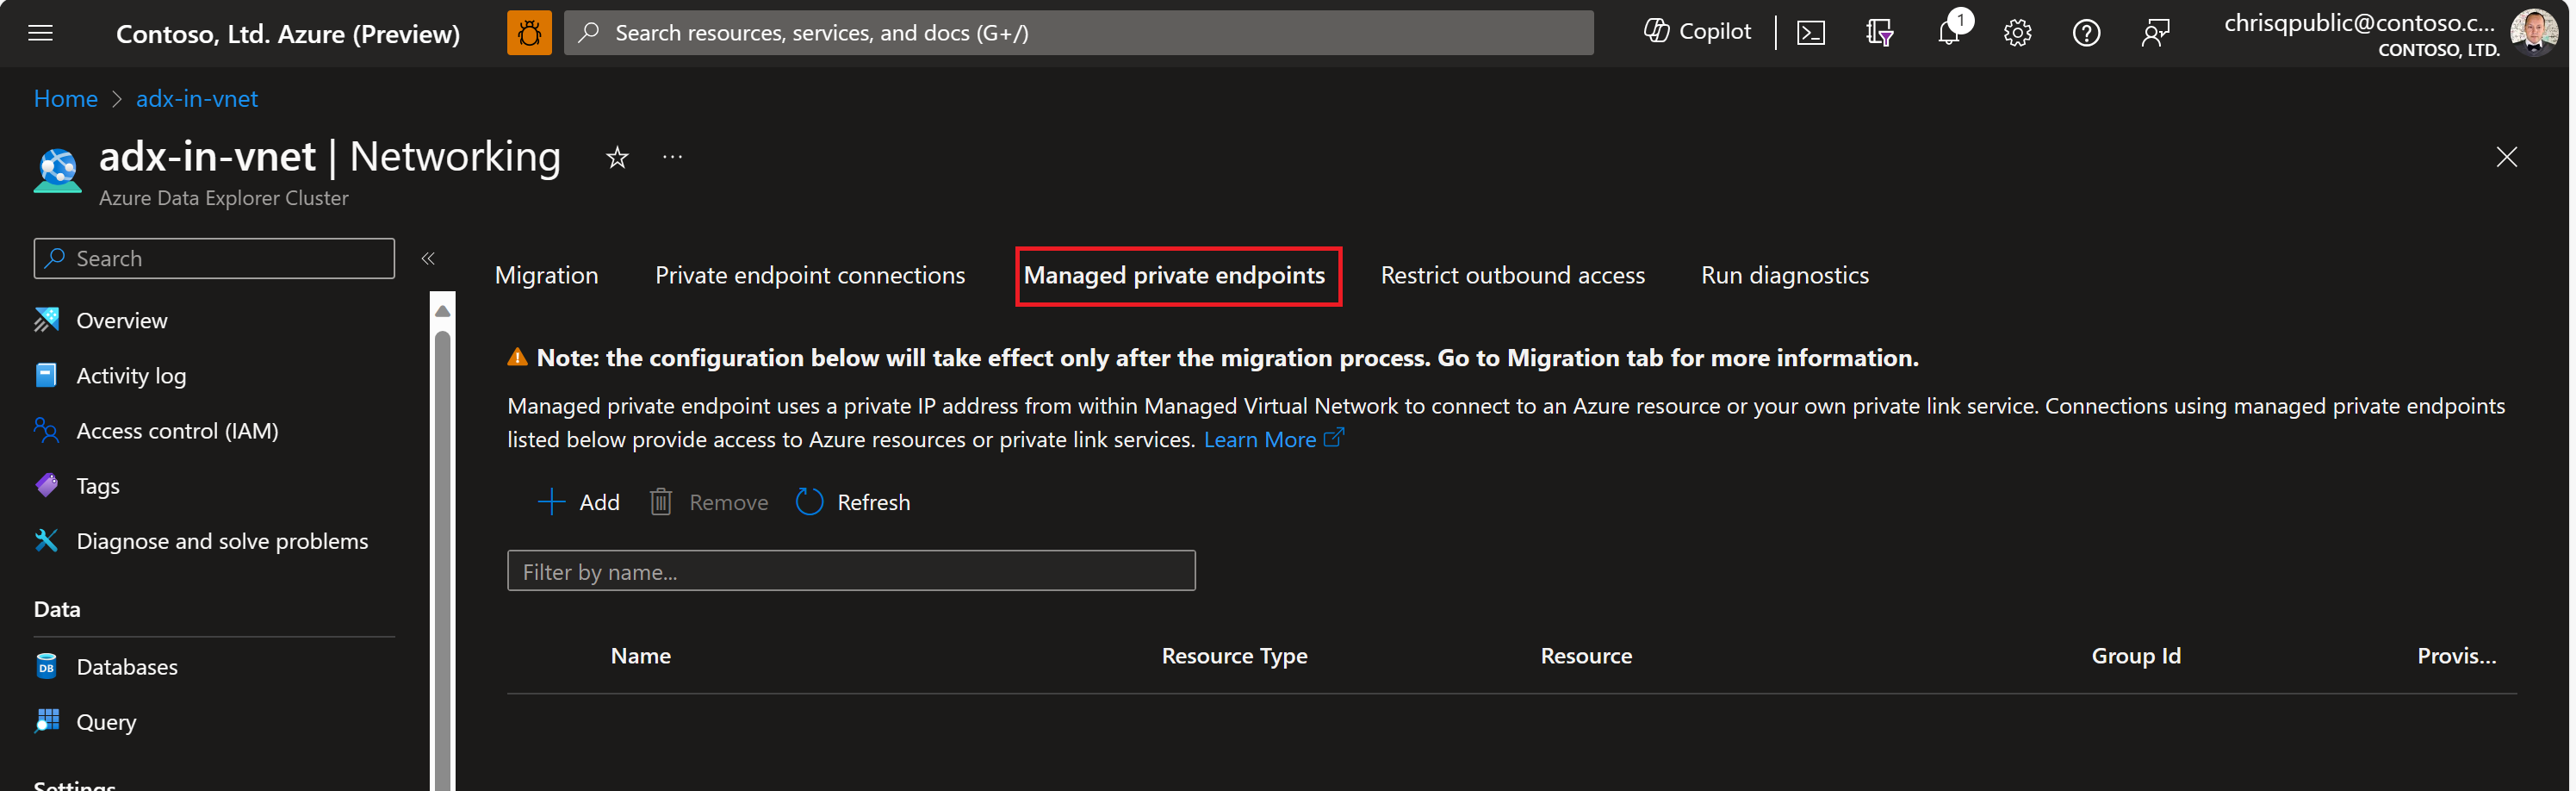 Contoso, Ltd. Azure (Preview)
Search resources, services, and docs (G+/)
Copilot
1
chrisqpublic@contoso.c...
CONTOSO, LTD.
Home > adx-in-vnet
adx-in-vnet | Networking
Azure Data Explorer Cluster
Search
Overview
Activity log
Access control (IAM)
Tags
Diagnose and solve problems
Data
Databases
Query
Settings
Migration
Private endpoint connections
Managed private endpoints
Restrict outbound access
Run diagnostics
Note: the configuration below will take effect only after the migration process. Go to Migration tab for more information.
Managed private endpoint uses a private IP address from within Managed Virtual Network to connect to an Azure resource or your own private link service. Connections using managed private endpoints
listed below provide access to Azure resources or private link services. Learn More
Add
Remove
Refresh
Filter by name...
Name
Resource Type
Resource
Group Id
Provis...